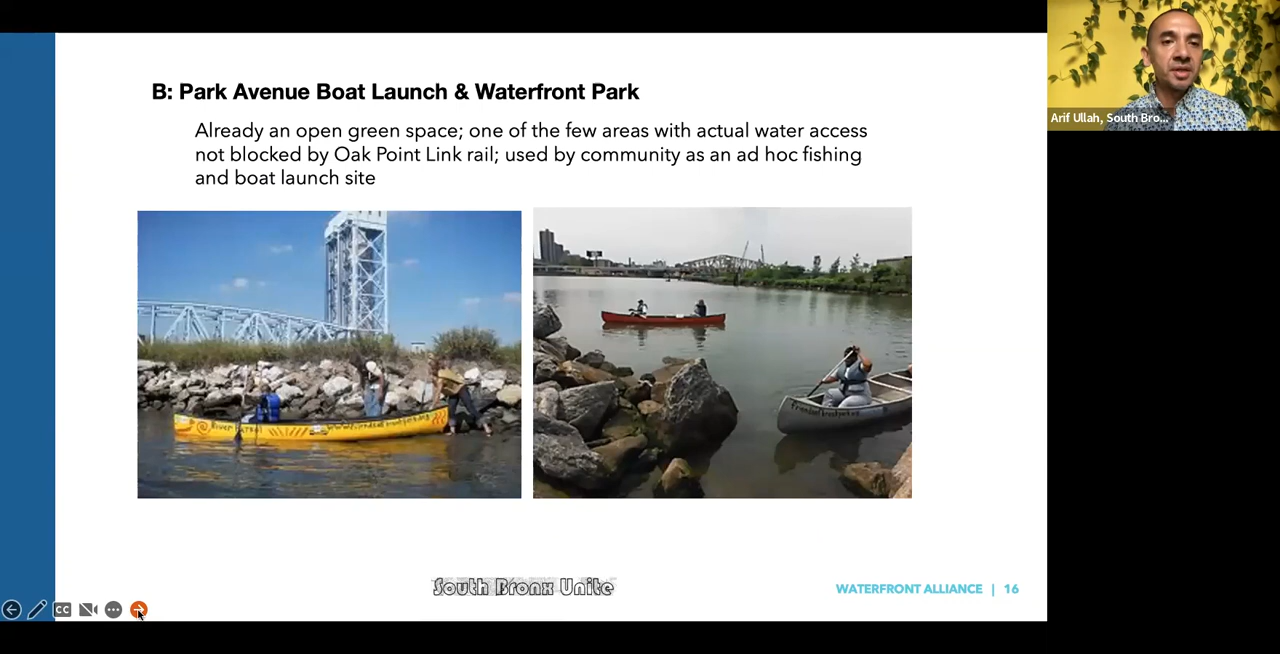 B: Park Avenue Boat Launch & Waterfront Park
Arif Ullah, South Bro...
Already an open green space; one of the few areas with actual water access
not blocked by Oak Point Link rail; used by community as an ad hoc fishing
and boat launch site
South Bronx Unite
WATERFRONT ALLIANCE | 16
CC